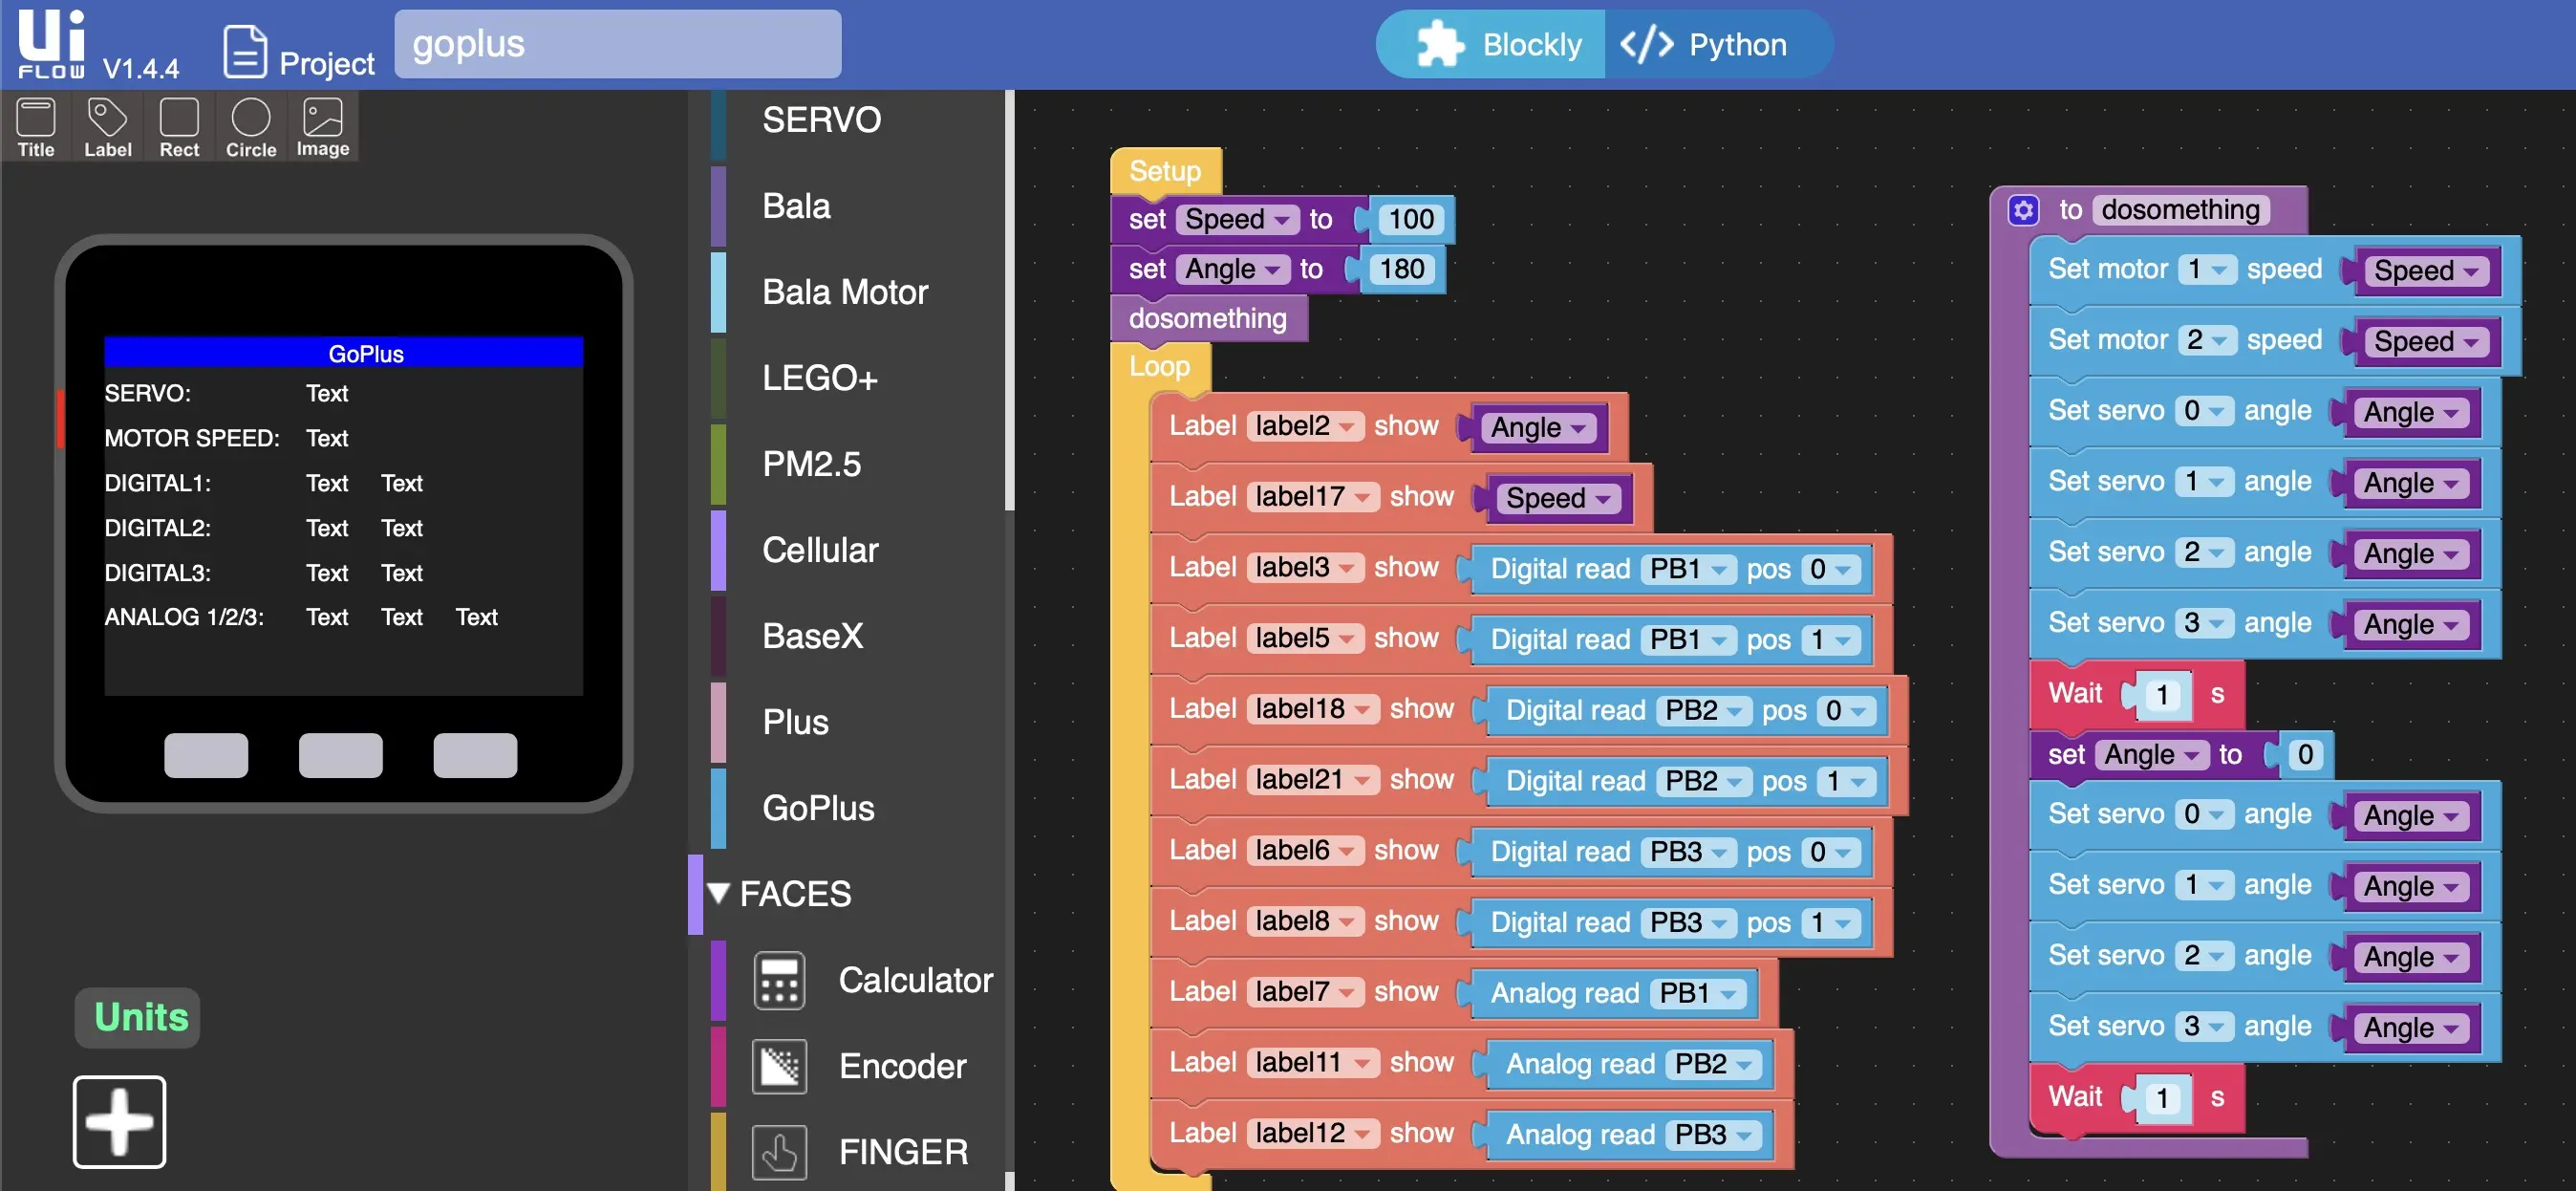 Ui FLOW V1.4.4 Project goplus Blockly </> Python
Title Label Rect Circle Image
GoPlus
SERVO: Text
MOTOR SPEED: Text
DIGITAL1: Text Text
DIGITAL2: Text Text
DIGITAL3: Text Text
ANALOG 1/2/3: Text Text Text
Units
SERVO
Bala
Bala Motor
LEGO+
PM2.5
Cellular
BaseX
Plus
GoPlus
FACES
Calculator
Encoder
FINGER
Setup
set Speed to 100
set Angle to 180
dosomething
Loop
Label label2 show Angle
Label label17 show Speed
Label label3 show Digital read PB1 pos 0
Label label5 show Digital read PB1 pos 1
Label label18 show Digital read PB2 pos 0
Label label21 show Digital read PB2 pos 1
Label label6 show Digital read PB3 pos 0
Label label8 show Digital read PB3 pos 1
Label label7 show Analog read PB1
Label label11 show Analog read PB2
Label label12 show Analog read PB3
to dosomething
Set motor 1 speed Speed
Set motor 2 speed Speed
Set servo 0 angle Angle
Set servo 1 angle Angle
Set servo 2 angle Angle
Set servo 3 angle Angle
Wait 1 s
set Angle to 0
Set servo 0 angle Angle
Set servo 1 angle Angle
Set servo 2 angle Angle
Set servo 3 angle Angle
Wait 1 s